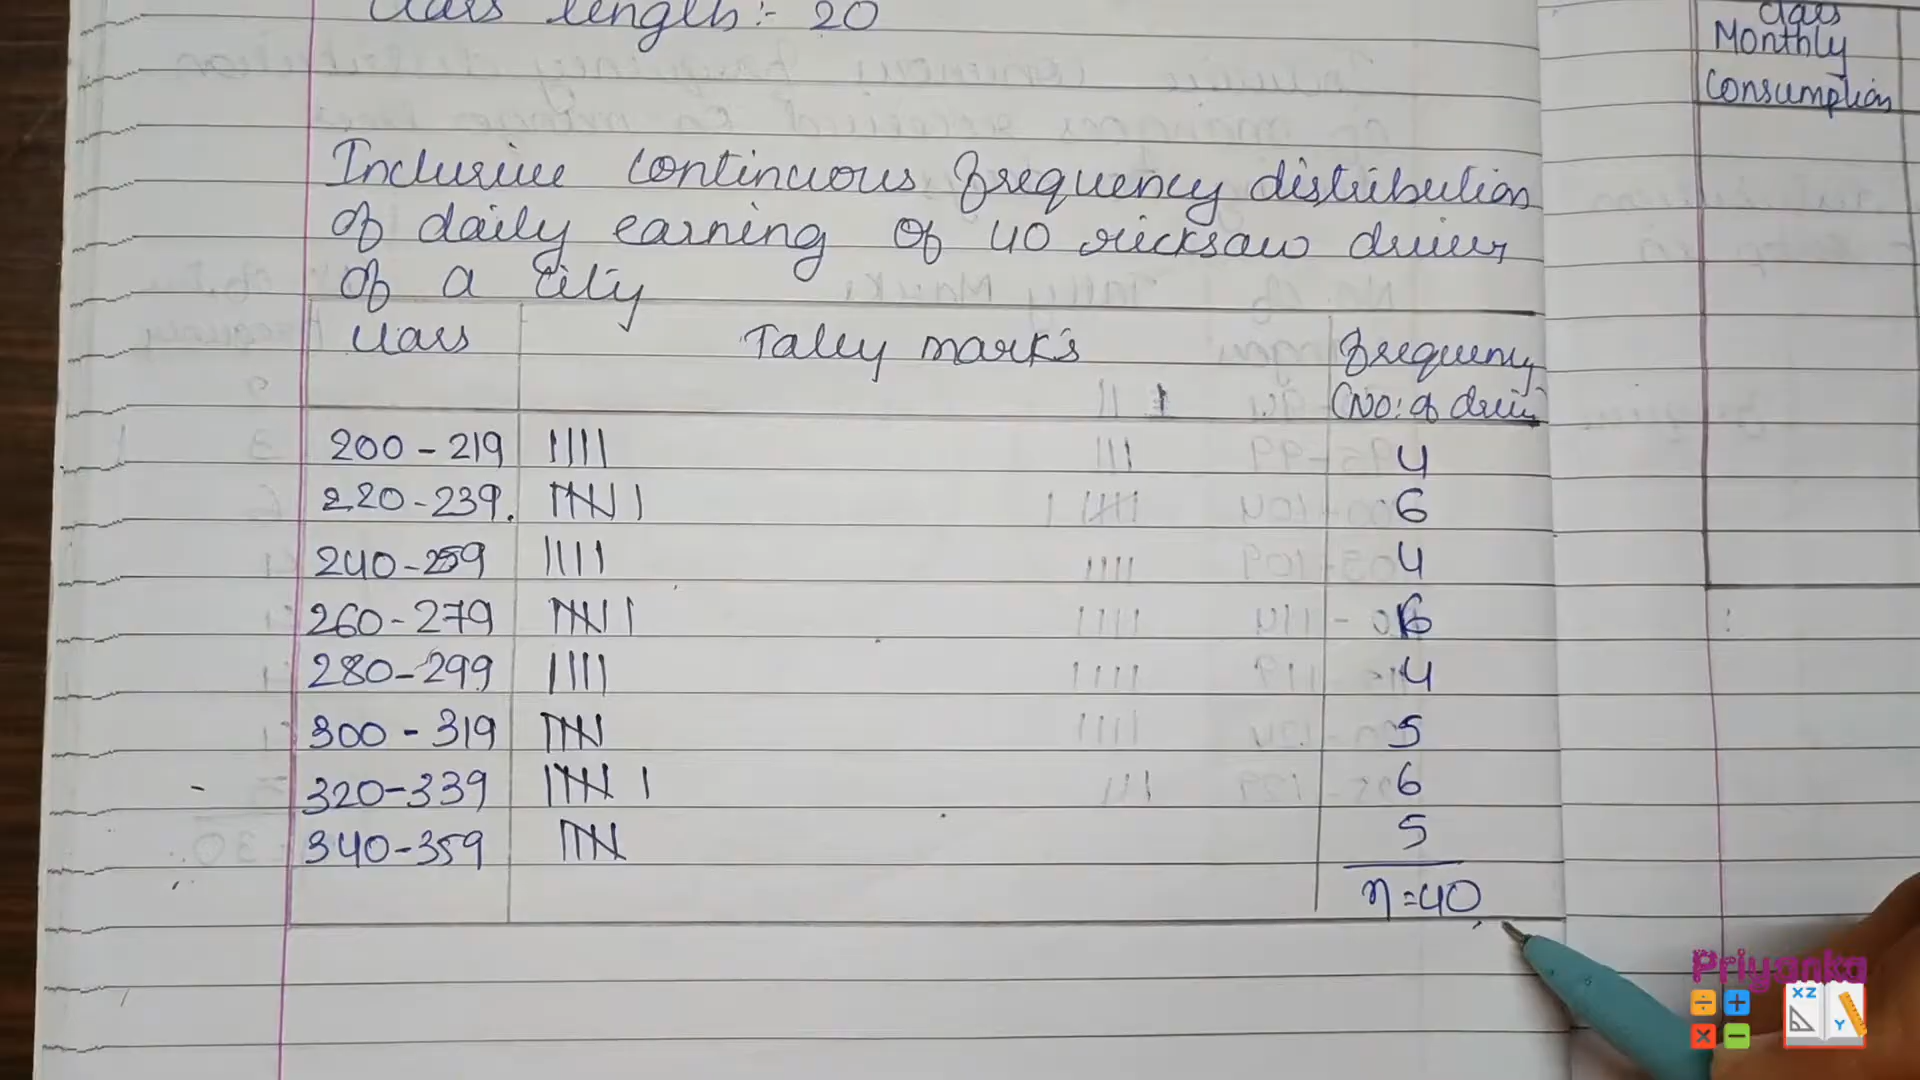 Class length:- 20
Inclusive continuous frequency distribution
of daily earning of 40 ricksaw driver
of a city
Class Tally marks frequency
(No: of driver
200 - 219 |||| 4
220 - 239. 6
240 - 259 |||| 4
260 - 279 6
280 - 299 |||| 4
300 - 319 5
320 - 339 6
340 - 359 5
n = 40
Class
Monthly
Consumption
Priyanka
XZ
Y